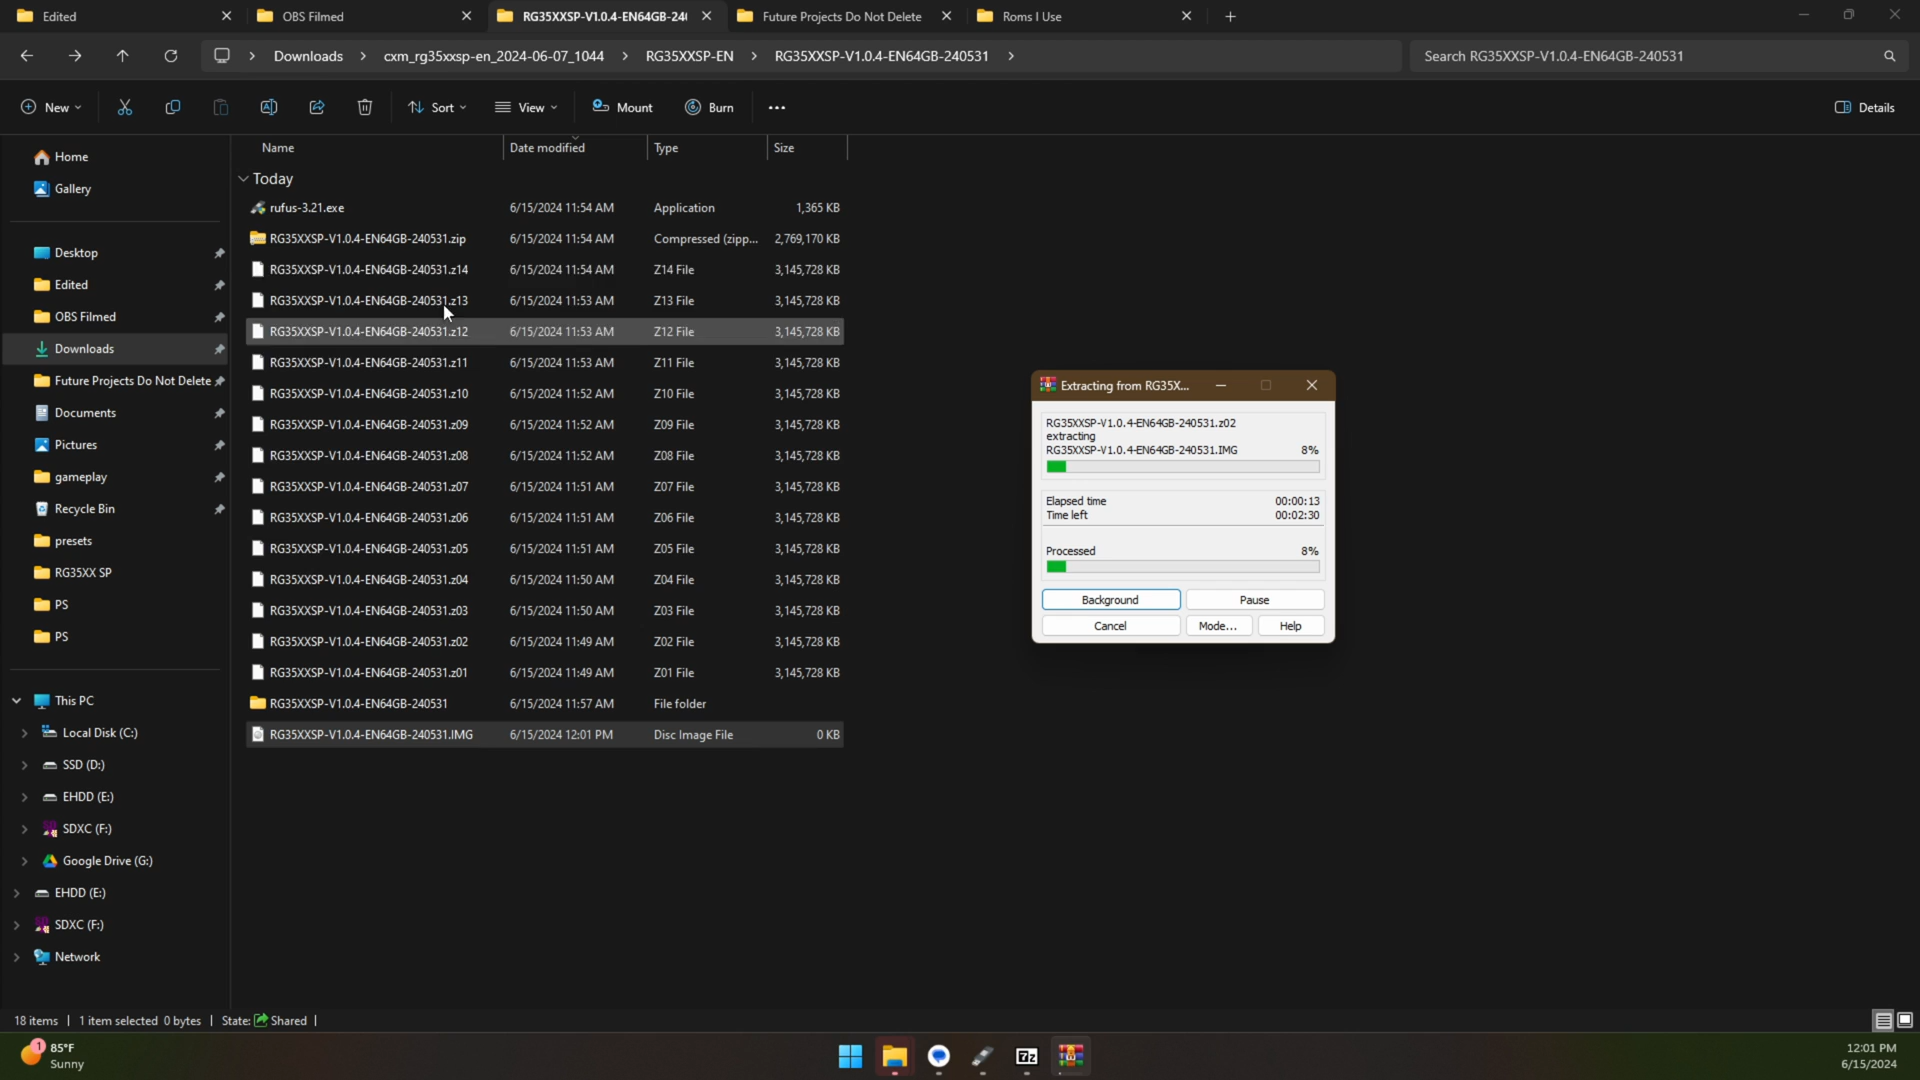 Edited
OBS Filmed
RG35XXSP-V1.0.4-EN64GB-24(
Future Projects Do Not Delete
Roms I Use
Downloads > cxm_rg35xxsp-en_2024-06-07_1044 > RG35XXSP-EN > RG35XXSP-V1.0.4-EN64GB-240531 >
Search RG35XXSP-V1.0.4-EN64GB-240531
New
Sort
View
Mount
Burn
Details
Name Date modified Type Size
Today
rufus-3.21.exe 6/15/2024 11:54 AM Application 1,365 KB
RG35XXSP-V1.0.4-EN64GB-240531.zip 6/15/2024 11:54 AM Compressed (zipp... 2,769,170 KB
RG35XXSP-V1.0.4-EN64GB-240531.z14 6/15/2024 11:54 AM Z14 File 3,145,728 KB
RG35XXSP-V1.0.4-EN64GB-240531.z13 6/15/2024 11:53 AM Z13 File 3,145,728 KB
RG35XXSP-V1.0.4-EN64GB-240531.z12 6/15/2024 11:53 AM Z12 File 3,145,728 KB
RG35XXSP-V1.0.4-EN64GB-240531.z11 6/15/2024 11:53 AM Z11 File 3,145,728 KB
RG35XXSP-V1.0.4-EN64GB-240531.z10 6/15/2024 11:52 AM Z10 File 3,145,728 KB
RG35XXSP-V1.0.4-EN64GB-240531.z09 6/15/2024 11:52 AM Z09 File 3,145,728 KB
RG35XXSP-V1.0.4-EN64GB-240531.z08 6/15/2024 11:52 AM Z08 File 3,145,728 KB
RG35XXSP-V1.0.4-EN64GB-240531.z07 6/15/2024 11:51 AM Z07 File 3,145,728 KB
RG35XXSP-V1.0.4-EN64GB-240531.z06 6/15/2024 11:51 AM Z06 File 3,145,728 KB
RG35XXSP-V1.0.4-EN64GB-240531.z05 6/15/2024 11:51 AM Z05 File 3,145,728 KB
RG35XXSP-V1.0.4-EN64GB-240531.z04 6/15/2024 11:50 AM Z04 File 3,145,728 KB
RG35XXSP-V1.0.4-EN64GB-240531.z03 6/15/2024 11:50 AM Z03 File 3,145,728 KB
RG35XXSP-V1.0.4-EN64GB-240531.z02 6/15/2024 11:49 AM Z02 File 3,145,728 KB
RG35XXSP-V1.0.4-EN64GB-240531.z01 6/15/2024 11:49 AM Z01 File 3,145,728 KB
RG35XXSP-V1.0.4-EN64GB-240531 6/15/2024 11:57 AM File folder
RG35XXSP-V1.0.4-EN64GB-240531.IMG 6/15/2024 12:01 PM Disc Image File 0 KB
Home
Gallery
Desktop
Edited
OBS Filmed
Downloads
Future Projects Do Not Delete
Documents
Pictures
gameplay
Recycle Bin
presets
RG35XX SP
PS
PS
This PC
Local Disk (C:)
SSD (D:)
EHDD (E:)
SDXC (F:)
Google Drive (G:)
EHDD (E:)
SDXC (F:)
Network
Extracting from RG35X...
RG35XXSP-V1.0.4-EN64GB-240531.z02
extracting
RG35XXSP-V1.0.4-EN64GB-240531.IMG 8%
Elapsed time 00:00:13
Time left 00:02:30
Processed 8%
Background Pause
Cancel Mode... Help
18 items | 1 item selected 0 bytes | State: Shared |
1
85°F
Sunny
7z
12:01 PM
6/15/2024